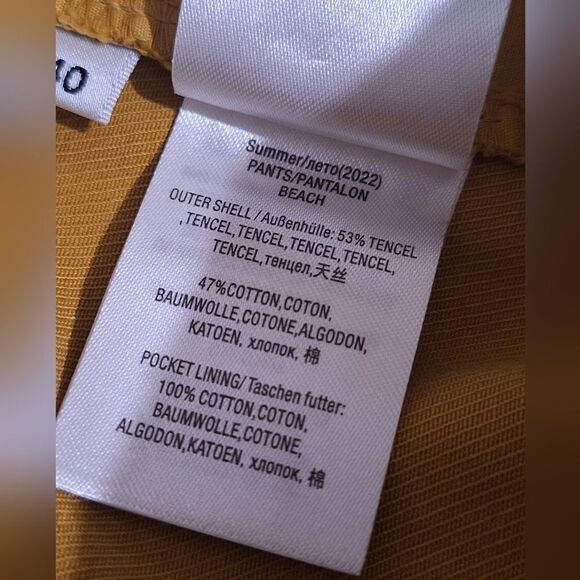 40
Summer/лето(2022)
PANTS/PANTALON
BEACH
OUTER SHELL / Außenhülle: 53% TENCEL
,TENCEL,TENCEL,TENCEL,TENCEL,
TENCEL,тенцел,天丝
47%COTTON,COTON,
BAUMWOLLE,COTONE,ALGODON,
KATOEN, хлопок, 棉
POCKET LINING/ Taschen futter:
100% COTTON,COTON,
BAUMWOLLE,COTONE,
ALGODON,KATOEN, хлопок, 棉